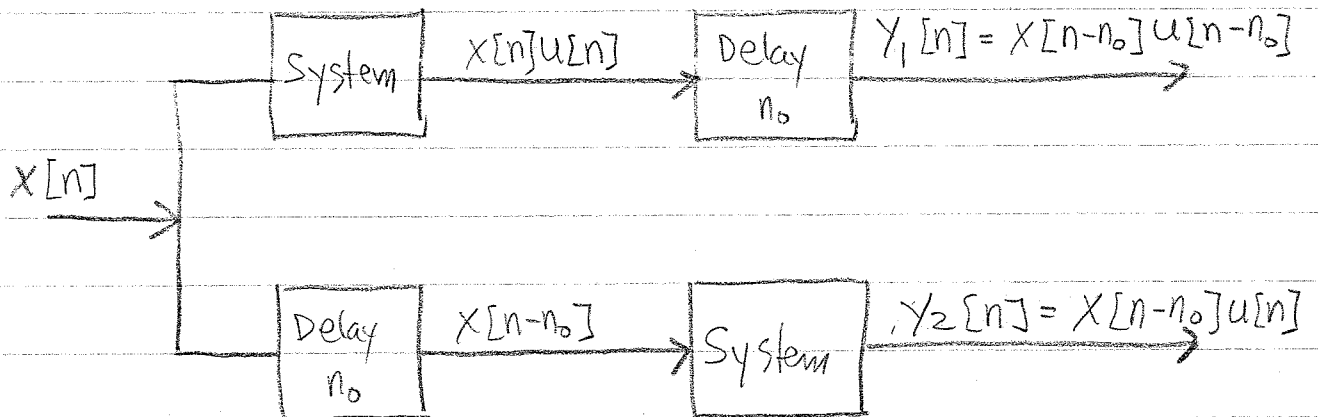 System X[n]u[n] Delay n₀ Y₁[n] = X[n-n₀]u[n-n₀]
X[n]
Delay n₀ X[n-n₀] System Y₂[n] = X[n-n₀]u[n]